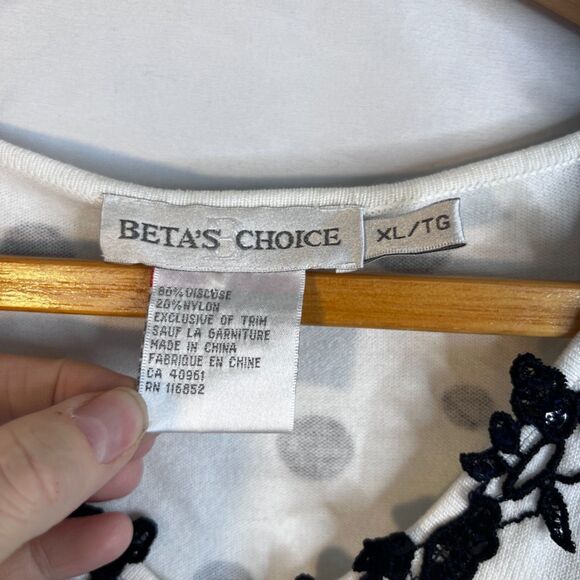 BETA'S CHOICE
XL/TG
80% VISCOSE
20% NYLON
EXCLUSIVE OF TRIM
SAUF LA GARNITURE
MADE IN CHINA
FABRIQUE EN CHINE
CA 40961
RN 116852